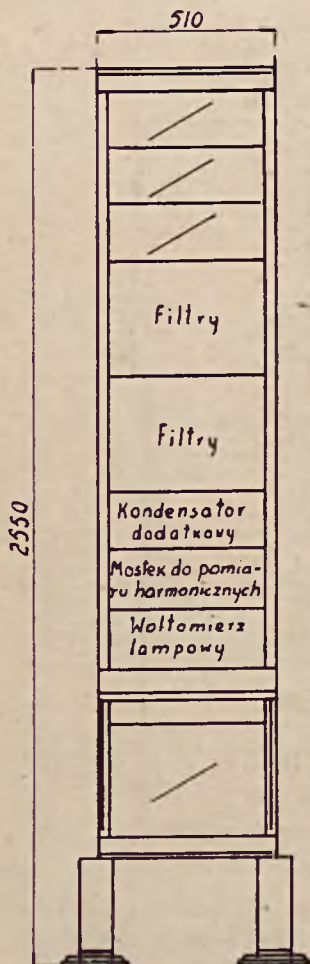 510
2550
Filtry
Filtry
Kondensator
dodatkowy
Mostek do pomia-
ru harmonicznych
Woltomierz
lampowy